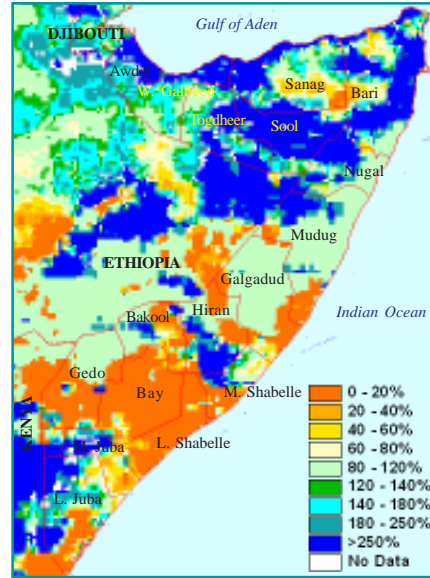 Gulf of Aden
DJIBOUTI
Awdal
W. Galbeed
Sanag
Bari
Togdheer
Sool
Nugal
Mudug
ETHIOPIA
Galgadud
Hiran
Indian Ocean
Bakool
Gedo
Bay
M. Shabelle
KENYA
M. Juba
L. Shabelle
L. Juba
0 - 20%
20 - 40%
40 - 60%
60 - 80%
80 - 120%
120 - 140%
140 - 180%
180 - 250%
>250%
No Data